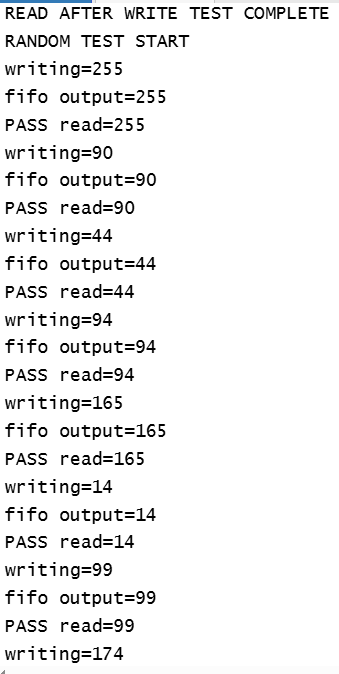 READ AFTER WRITE TEST COMPLETE
RANDOM TEST START
writing=255
fifo output=255
PASS read=255
writing=90
fifo output=90
PASS read=90
writing=44
fifo output=44
PASS read=44
writing=94
fifo output=94
PASS read=94
writing=165
fifo output=165
PASS read=165
writing=14
fifo output=14
PASS read=14
writing=99
fifo output=99
PASS read=99
writing=174